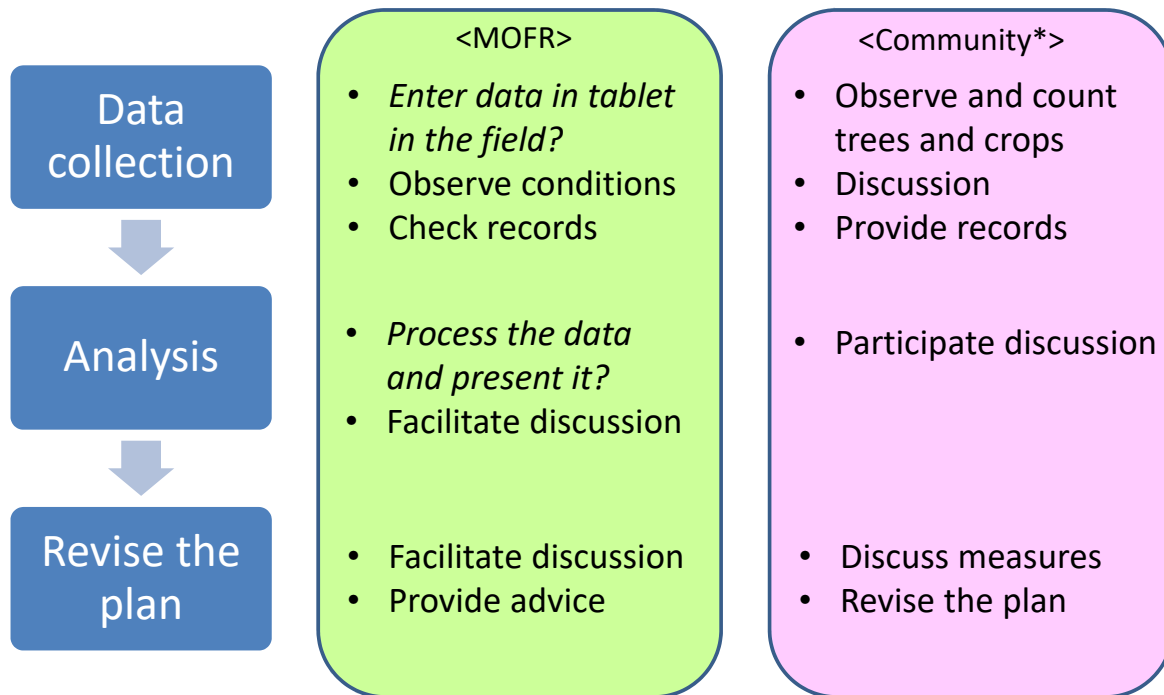 Data
collection
Analysis
Revise the
plan
<MOFR>
• Enter data in tablet
in the field?
• Observe conditions
• Check records
• Process the data
and present it?
• Facilitate discussion
• Facilitate discussion
• Provide advice
<Community*>
• Observe and count
trees and crops
• Discussion
• Provide records
• Participate discussion
• Discuss measures
• Revise the plan